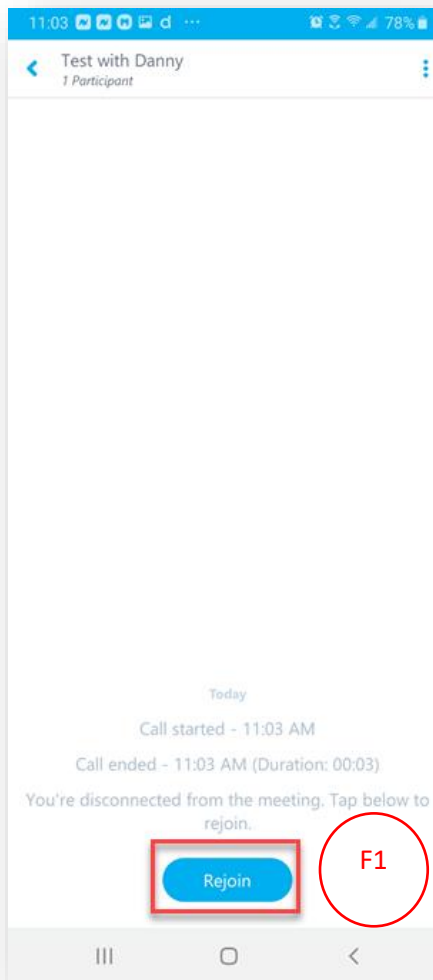 11:03 d ... 78%
Test with Danny
1 Participant
Today
Call started - 11:03 AM
Call ended - 11:03 AM (Duration: 00:03)
You're disconnected from the meeting. Tap below to
rejoin.
Rejoin
F1